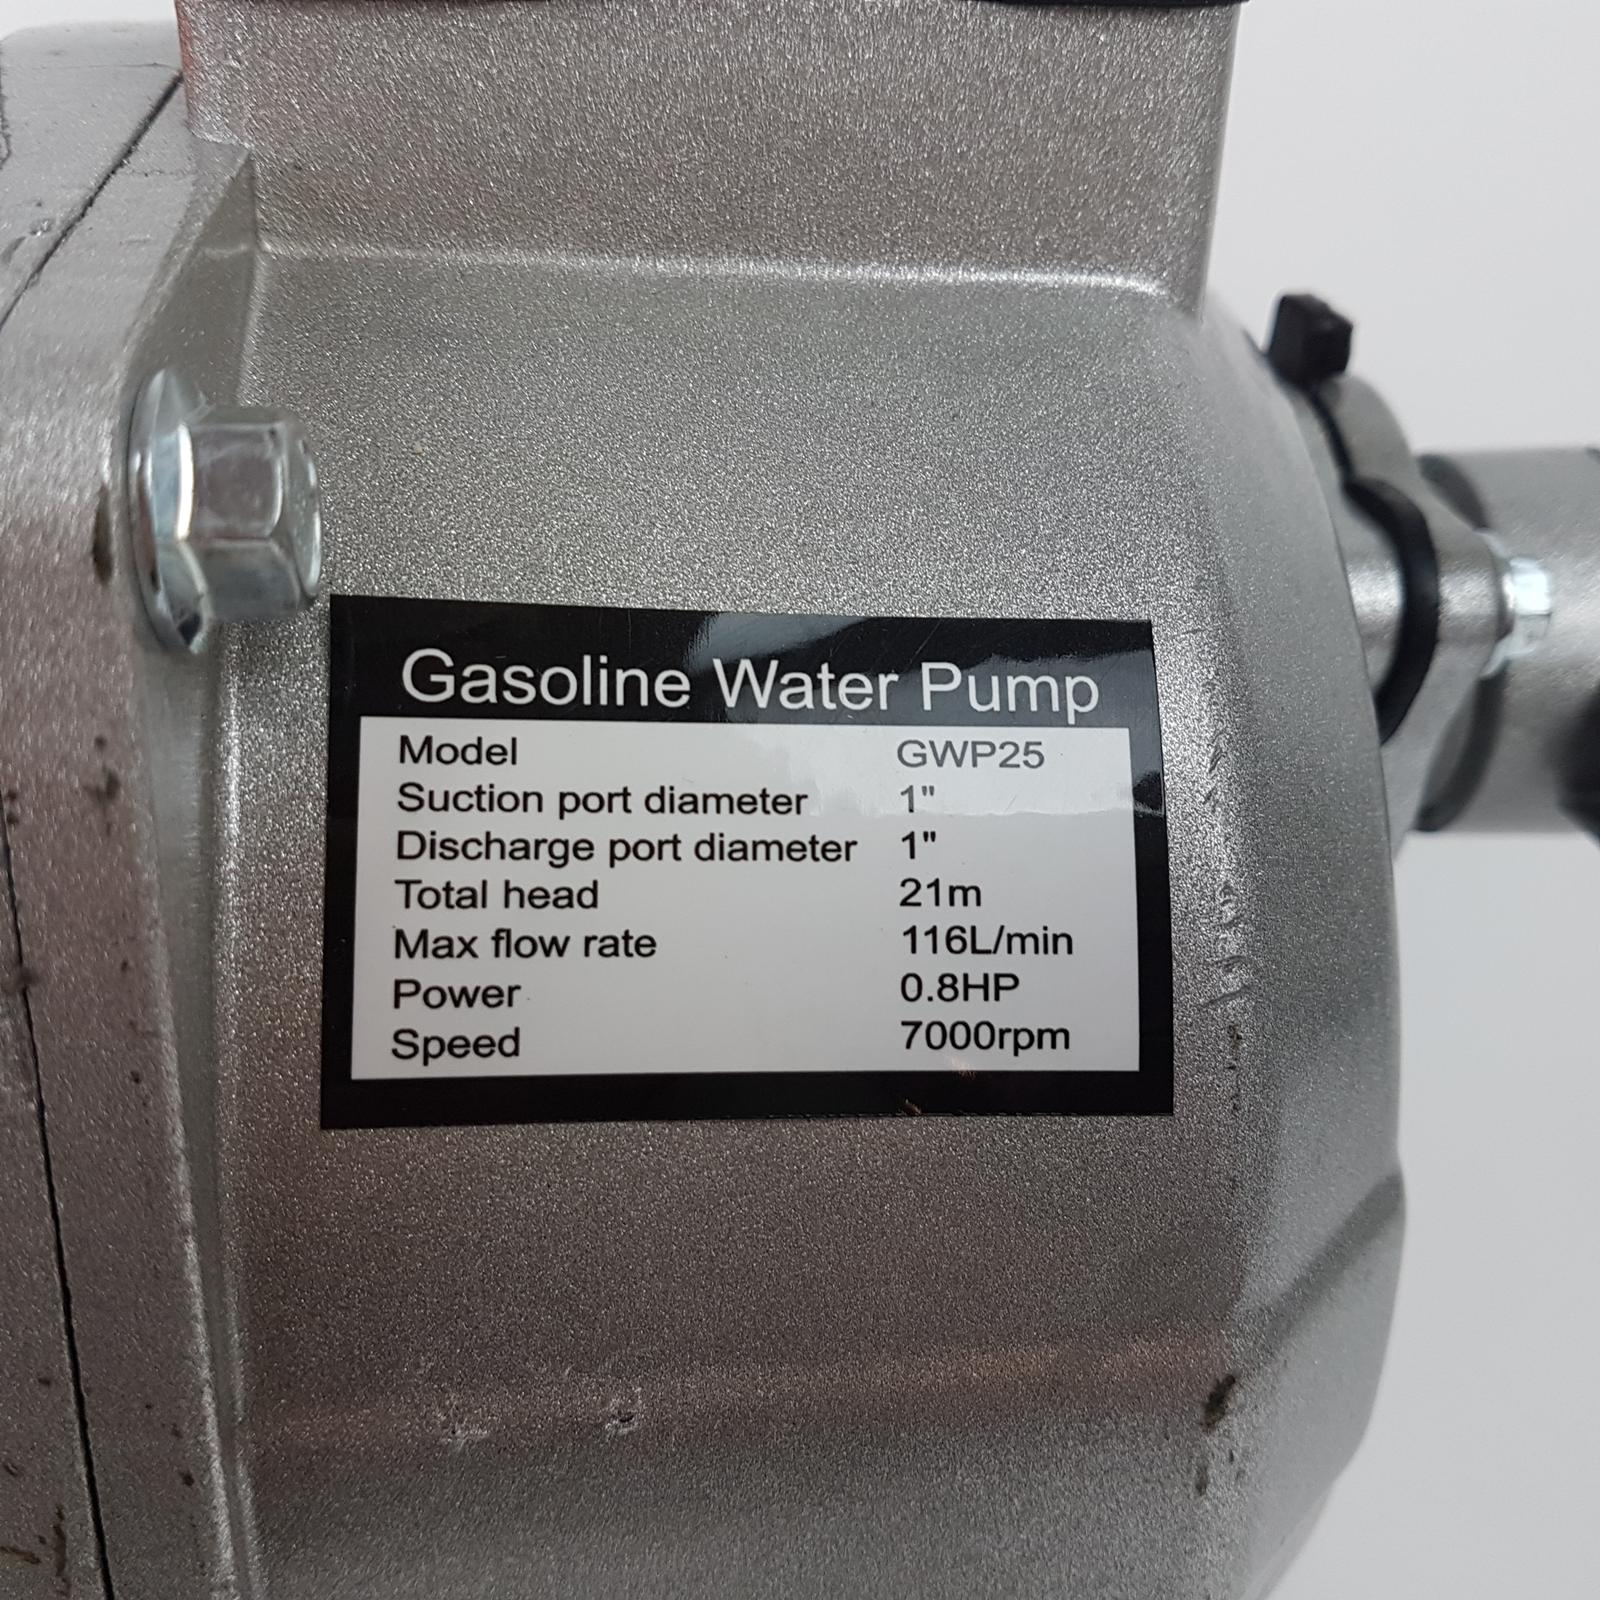 Gasoline Water Pump
Model GWP25
Suction port diameter 1"
Discharge port diameter 1"
Total head 21m
Max flow rate 116L/min
Power 0.8HP
Speed 7000rpm